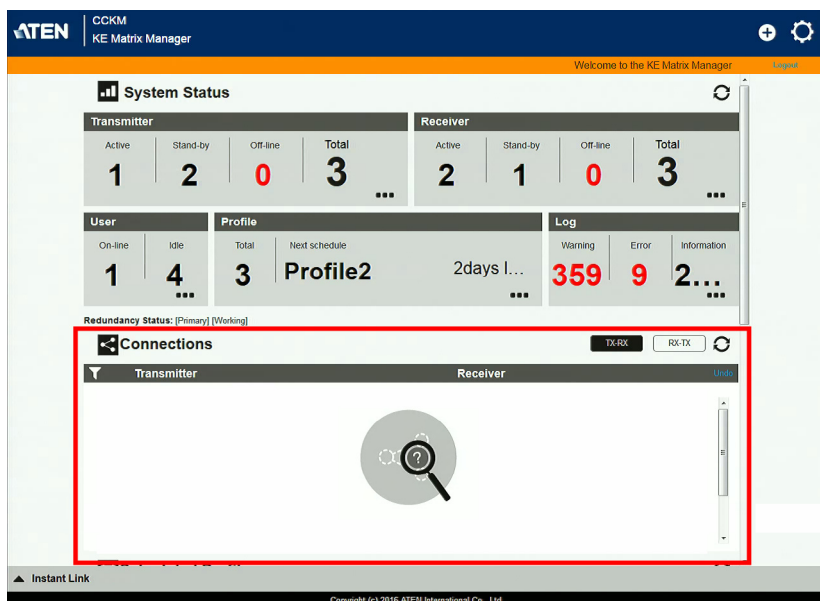 ATEN
CCKM
KE Matrix Manager
Welcome to the KE Matrix Manager
Logout
System Status
Transmitter
Active
Stand-by
Off-line
Total
1
2
0
3
...
Receiver
Active
Stand-by
Off-line
Total
2
1
0
3
...
User
On-line
Idle
1
4
...
Profile
Total
Next schedule
3
Profile2
2days l...
...
Log
Warning
Error
Information
359
9
2...
...
Redundancy Status: [Primary] [Working]
Connections
TX-RX
RX-TX
Transmitter
Receiver
Undo
?
Instant Link
Copyright (c) 2016 ATEN International Co., Ltd.